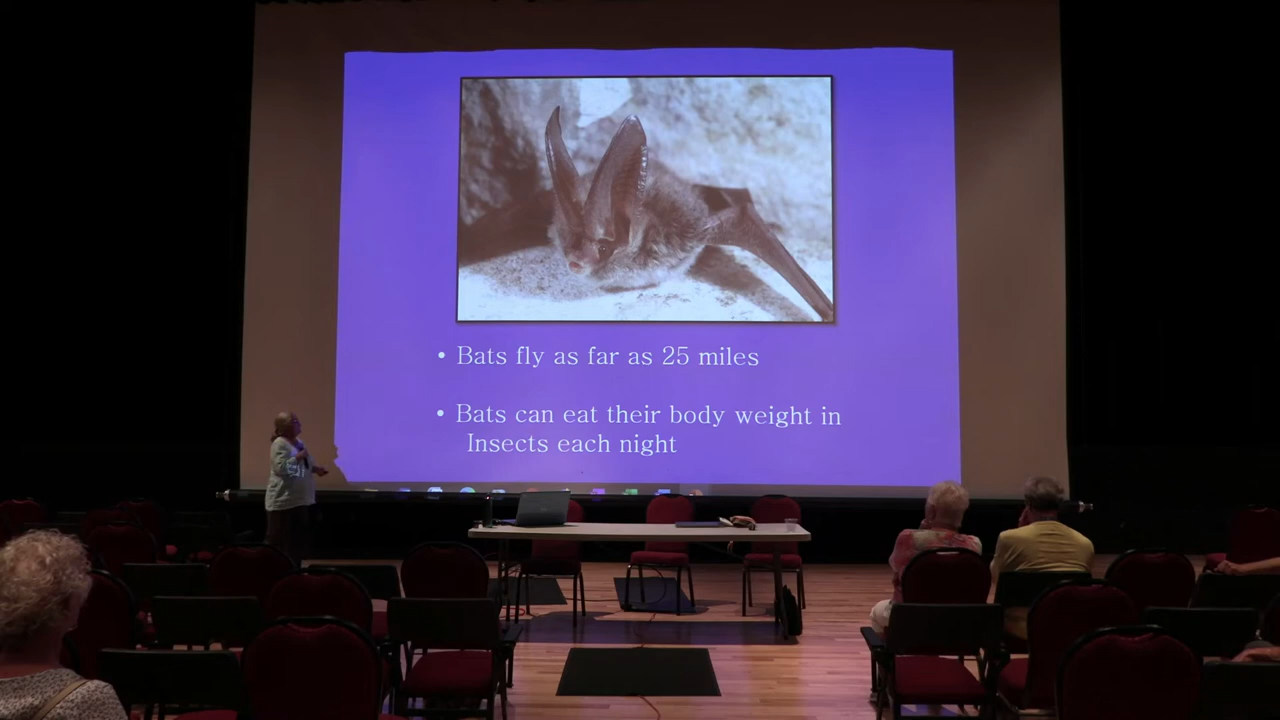 • Bats fly as far as 25 miles
• Bats can eat their body weight in
Insects each night